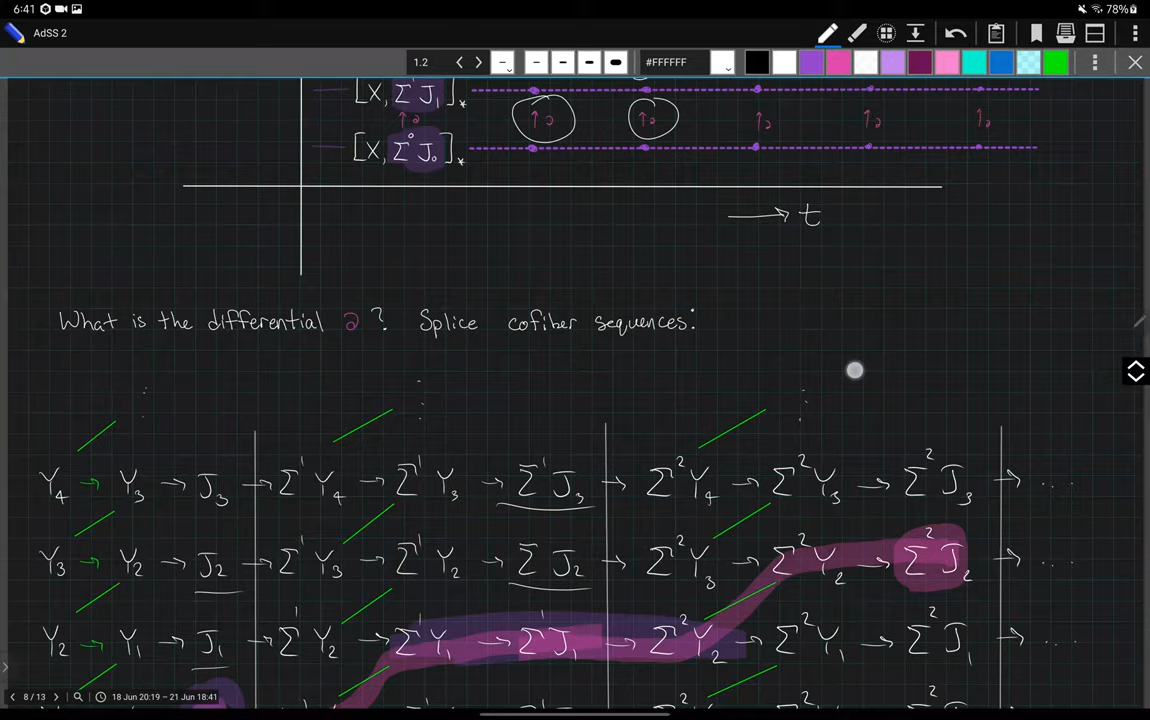 6:41 78%
AdSS 2
1.2 #FFFFFF
[X, Σ¹ J₁]⁎
↑∂ ↑∂ ↑∂ ↑∂ ↑∂ ↑∂
[X, Σ⁰ J₀]⁎
→ t
What is the differential ∂? Splice cofiber sequences:
Y₄ → Y₃ → J₃ → Σ¹ Y₄ → Σ¹ Y₃ → Σ¹ J₃ → Σ² Y₄ → Σ² Y₃ → Σ² J₃ → ...
Y₃ → Y₂ → J₂ → Σ¹ Y₃ → Σ¹ Y₂ → Σ¹ J₂ → Σ² Y₃ → Σ² Y₂ → Σ² J₂ → ...
Y₂ → Y₁ → J₁ → Σ¹ Y₂ → Σ¹ Y₁ → Σ¹ J₁ → Σ² Y₂ → Σ² Y₁ → Σ² J₁ → ...
8 / 13 18 Jun 20:19 – 21 Jun 18:41